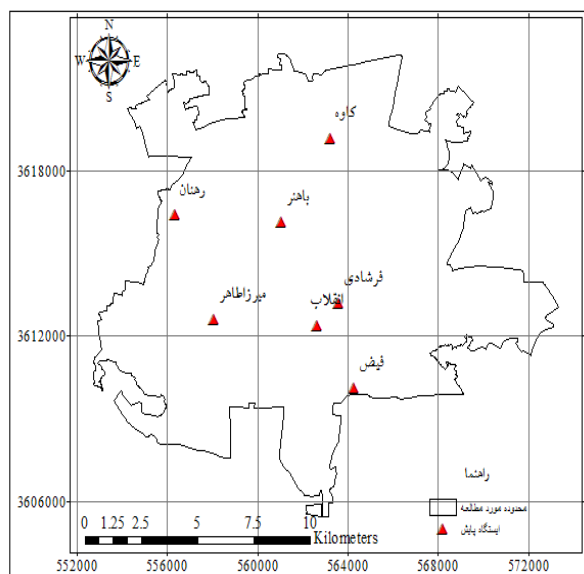 N
W E
S
کاوه
3618000
رهنان
باهنر
فرشادی
میرزاطاهر
انقلاب
3612000
فیض
راهنما
3606000
محدوده مورد مطالعه
ایستگاه پایش
0 1.25 2.5 5 7.5 10
Kilometers
552000 556000 560000 564000 568000 572000